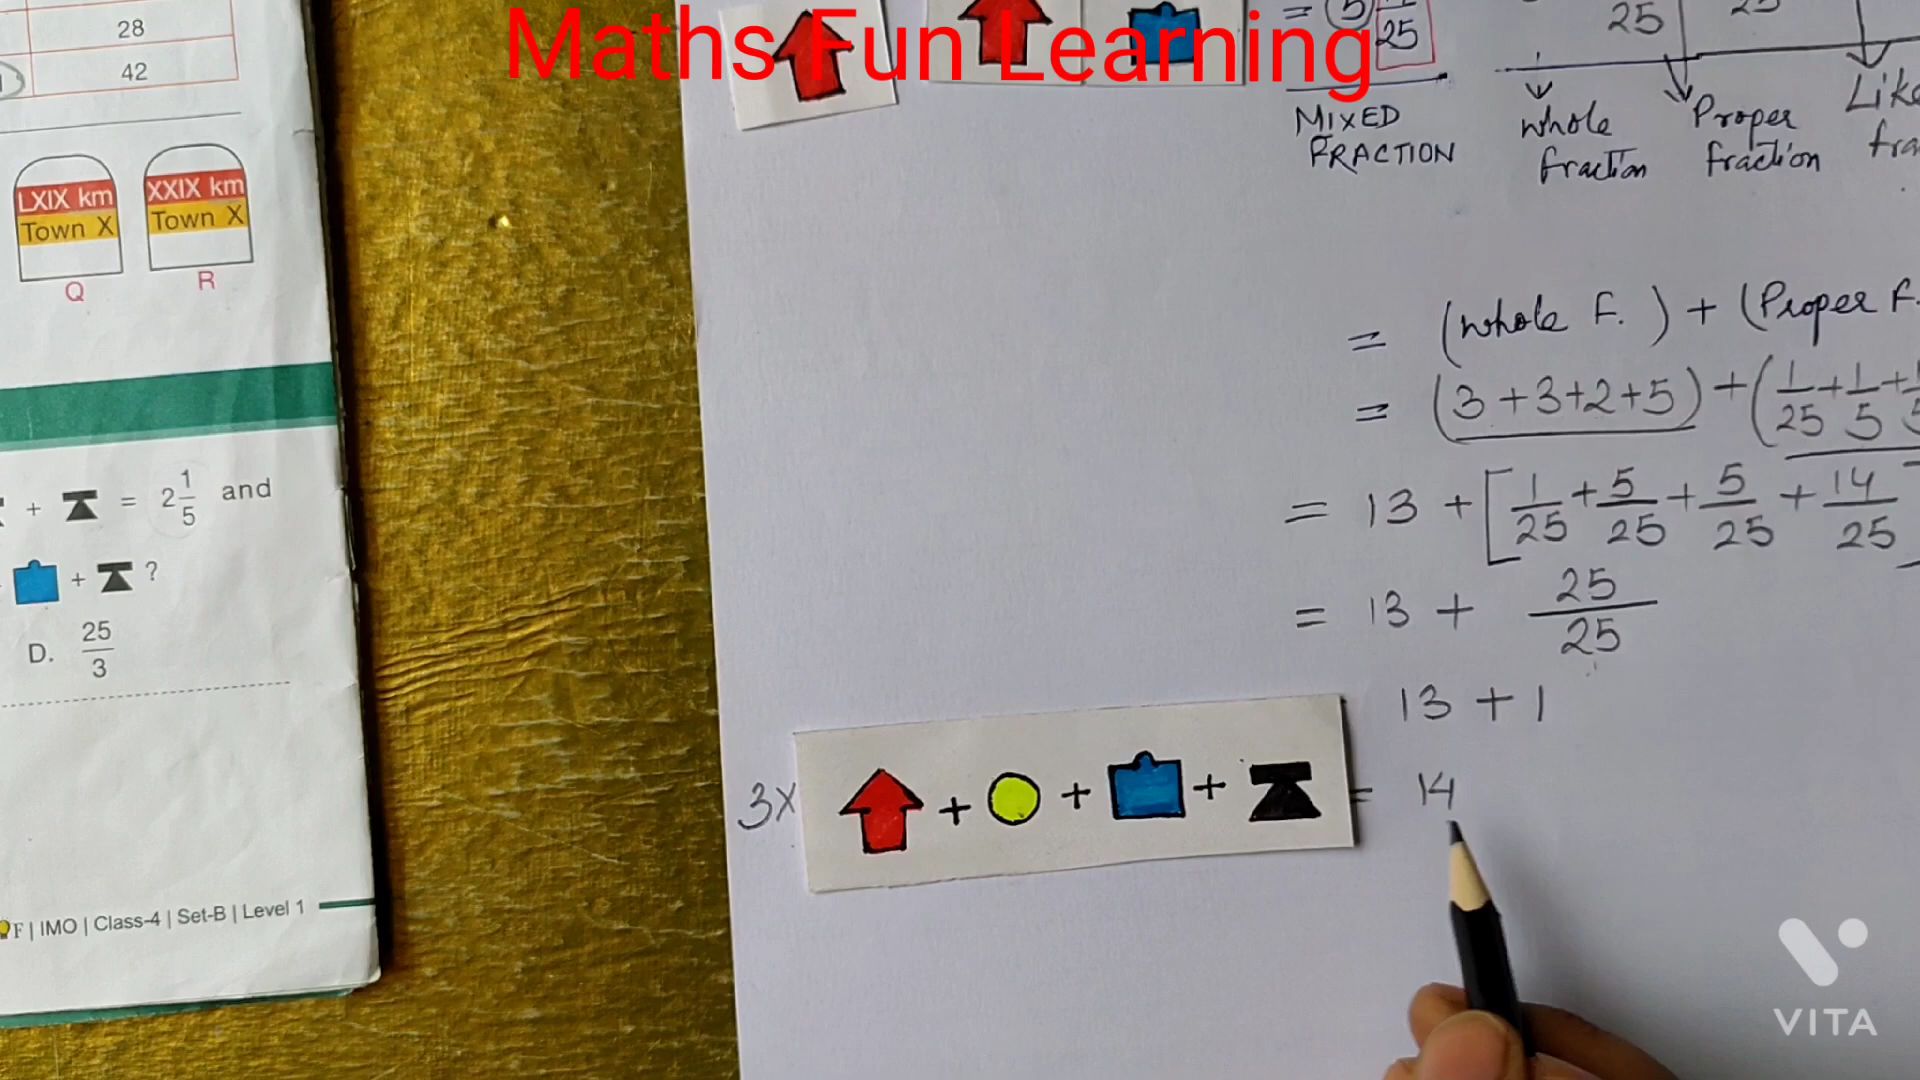 Maths Fun Learning
28
42
LXIX km
Town X
Q
XXIX km
Town X
R
+ = 2 1/5 and
+ ?
D. 25/3
F | IMO | Class-4 | Set-B | Level 1
= 5 25
MIXED
FRACTION
25
whole
fraction
Proper
fraction
= (whole F.) + (Proper F.
= (3+3+2+5) + (1/25+1/5+
= 13 + [1/25+5/25+5/25+14/25
= 13 + 25/25
13 + 1
3x + + + = 14
VITA